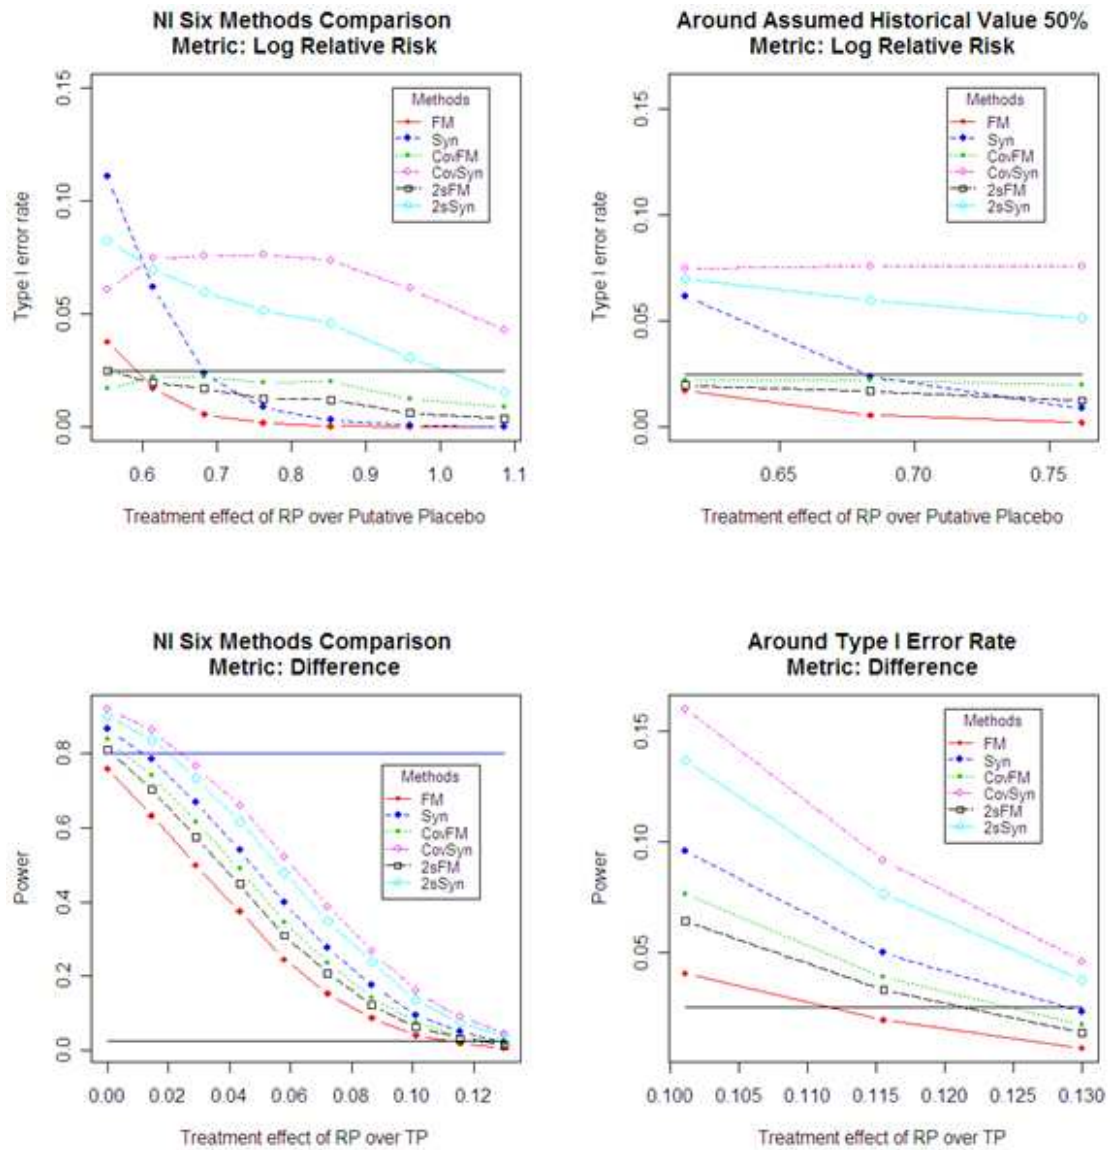 NI Six Methods Comparison
Metric: Log Relative Risk
Type I error rate
0.15
0.10
0.05
0.00
Methods
FM
Syn
CovFM
CovSyn
2sFM
2sSyn
0.6
0.7
0.8
0.9
1.0
1.1
Treatment effect of RP over Putative Placebo
Around Assumed Historical Value 50%
Metric: Log Relative Risk
Type I error rate
0.15
0.10
0.05
0.00
Methods
FM
Syn
CovFM
CovSyn
2sFM
2sSyn
0.65
0.70
0.75
Treatment effect of RP over Putative Placebo
NI Six Methods Comparison
Metric: Difference
Power
0.8
0.6
0.4
0.2
0.0
Methods
FM
Syn
CovFM
CovSyn
2sFM
2sSyn
0.00
0.02
0.04
0.06
0.08
0.10
0.12
Treatment effect of RP over TP
Around Type I Error Rate
Metric: Difference
Power
0.15
0.10
0.05
Methods
FM
Syn
CovFM
CovSyn
2sFM
2sSyn
0.100
0.105
0.110
0.115
0.120
0.125
0.130
Treatment effect of RP over TP